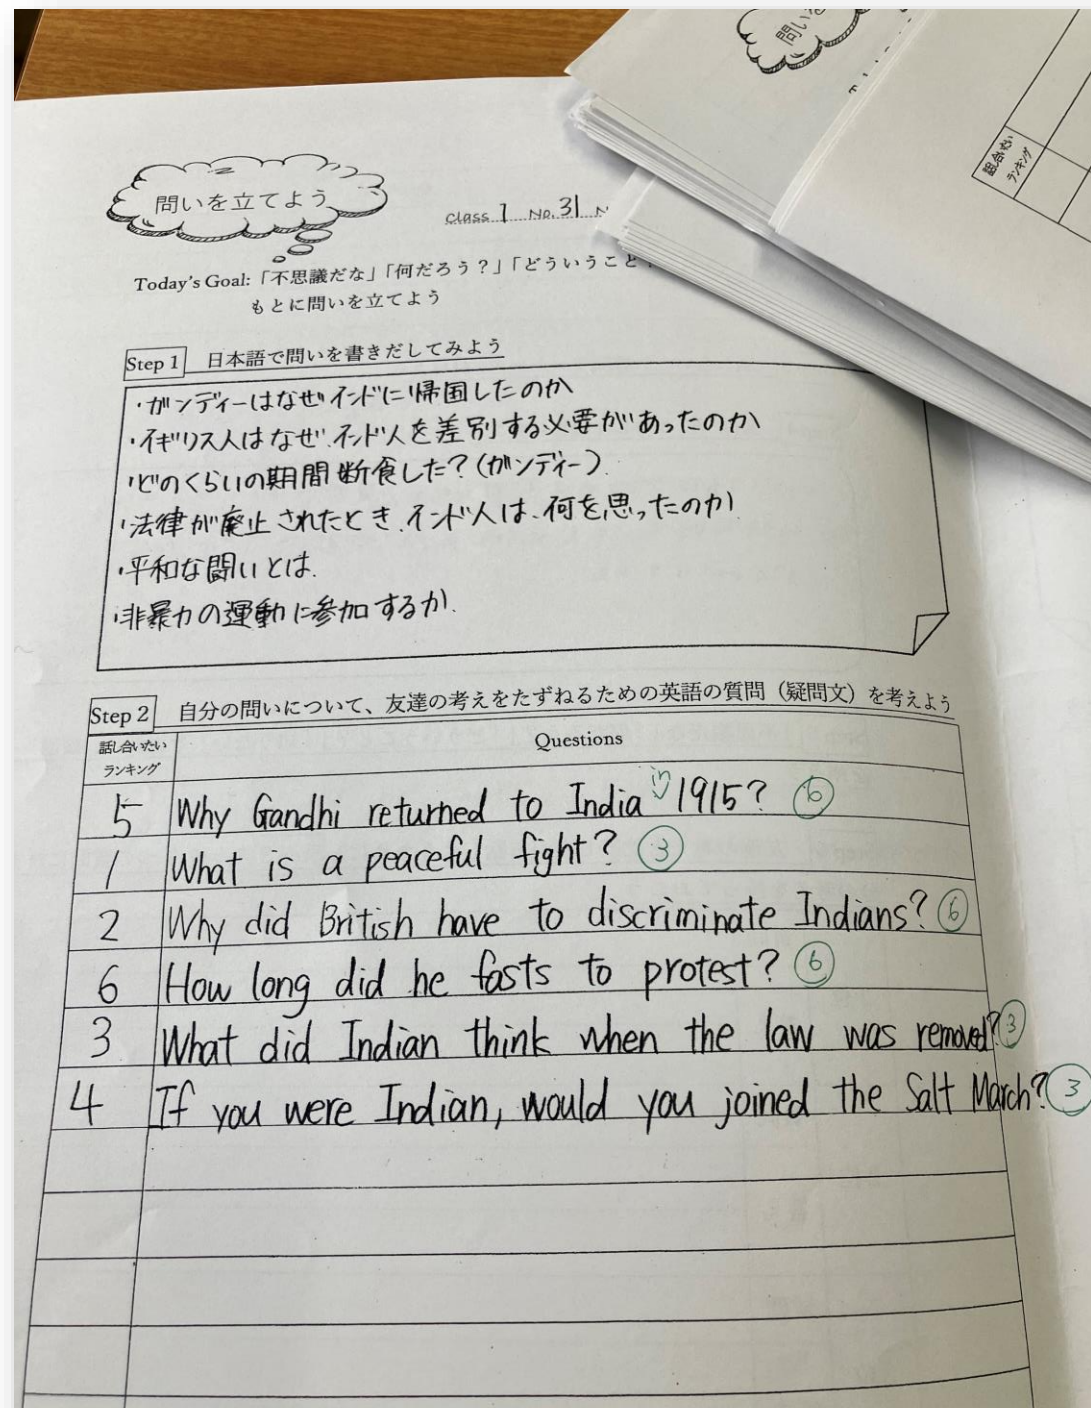 問いを立てよう
Class 1 No.31 N
Today's Goal:「不思議だな」「何だろう？」「どういうこと
もとに問いを立てよう
Step 1 日本語で問いを書きだしてみよう
・ガンディーはなぜインドに帰国したのか
・イギリス人はなぜ、インド人を差別する必要があったのか
・どのくらいの期間断食した？(ガンディー)
・法律が廃止されたとき、インド人は、何を思ったのか
・平和な闘いとは
・非暴力の運動に参加するか
Step 2 自分の問いについて、友達の考えをたずねるための英語の質問（疑問文）を考えよう
話し合いたい
ランキング
Questions
5 Why Gandhi returned to India in 1915? 6
1 What is a peaceful fight? 3
2 Why did British have to discriminate Indians? 6
6 How long did he fasts to protest? 6
3 What did Indian think when the law was removed? 3
4 If you were Indian, would you joined the Salt March? 3
問いを
話し合いたい
ランキング